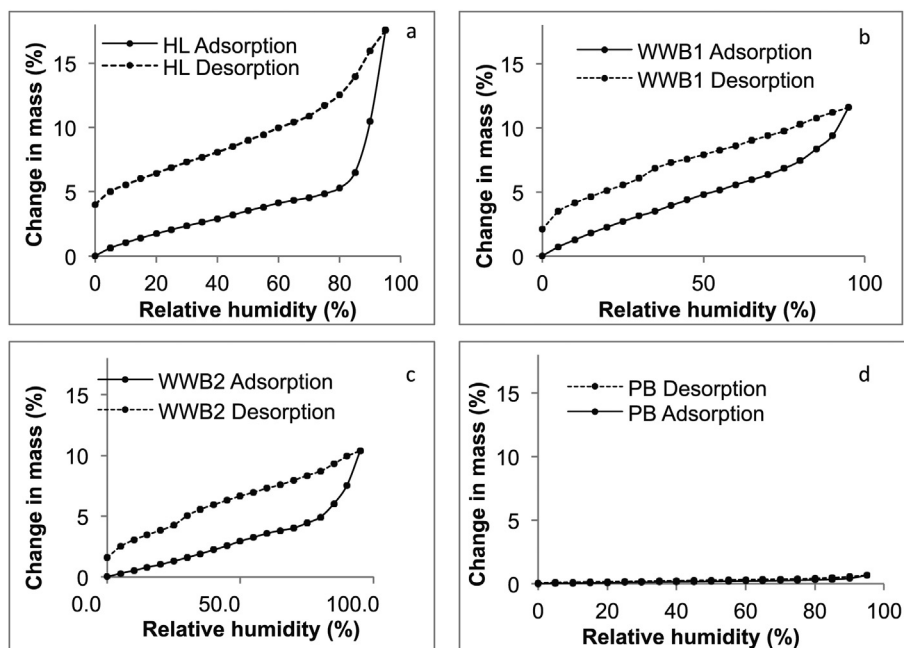 a
HL Adsorption
HL Desorption
Change in mass (%)
15
10
5
0
0 20 40 60 80 100
Relative humidity (%)
b
WWB1 Adsorption
WWB1 Desorption
Change in mass (%)
15
10
5
0
0 50 100
Relative humidity (%)
c
WWB2 Adsorption
WWB2 Desorption
Change in mass (%)
15
10
5
0
0.0 50.0 100.0
Relative humidity (%)
d
PB Desorption
PB Adsorption
Change in mass (%)
15
10
5
0
0 20 40 60 80 100
Relative humidity (%)